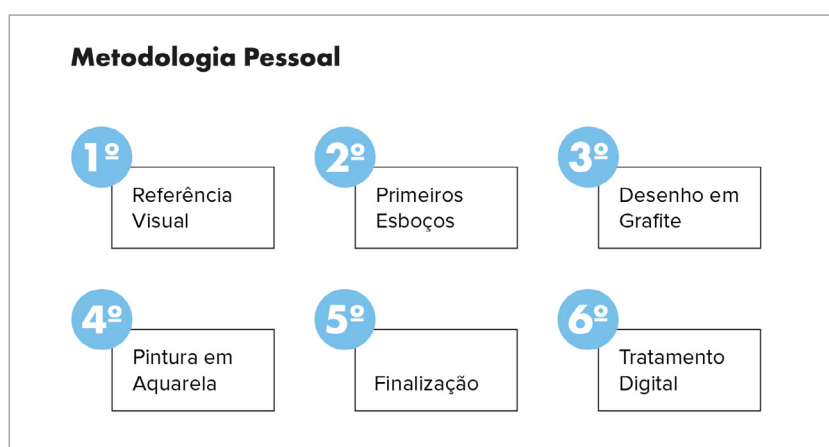 Metodologia Pessoal
1º
Referência
Visual
2º
Primeiros
Esboços
3º
Desenho em
Grafite
4º
Pintura em
Aquarela
5º
Finalização
6º
Tratamento
Digital